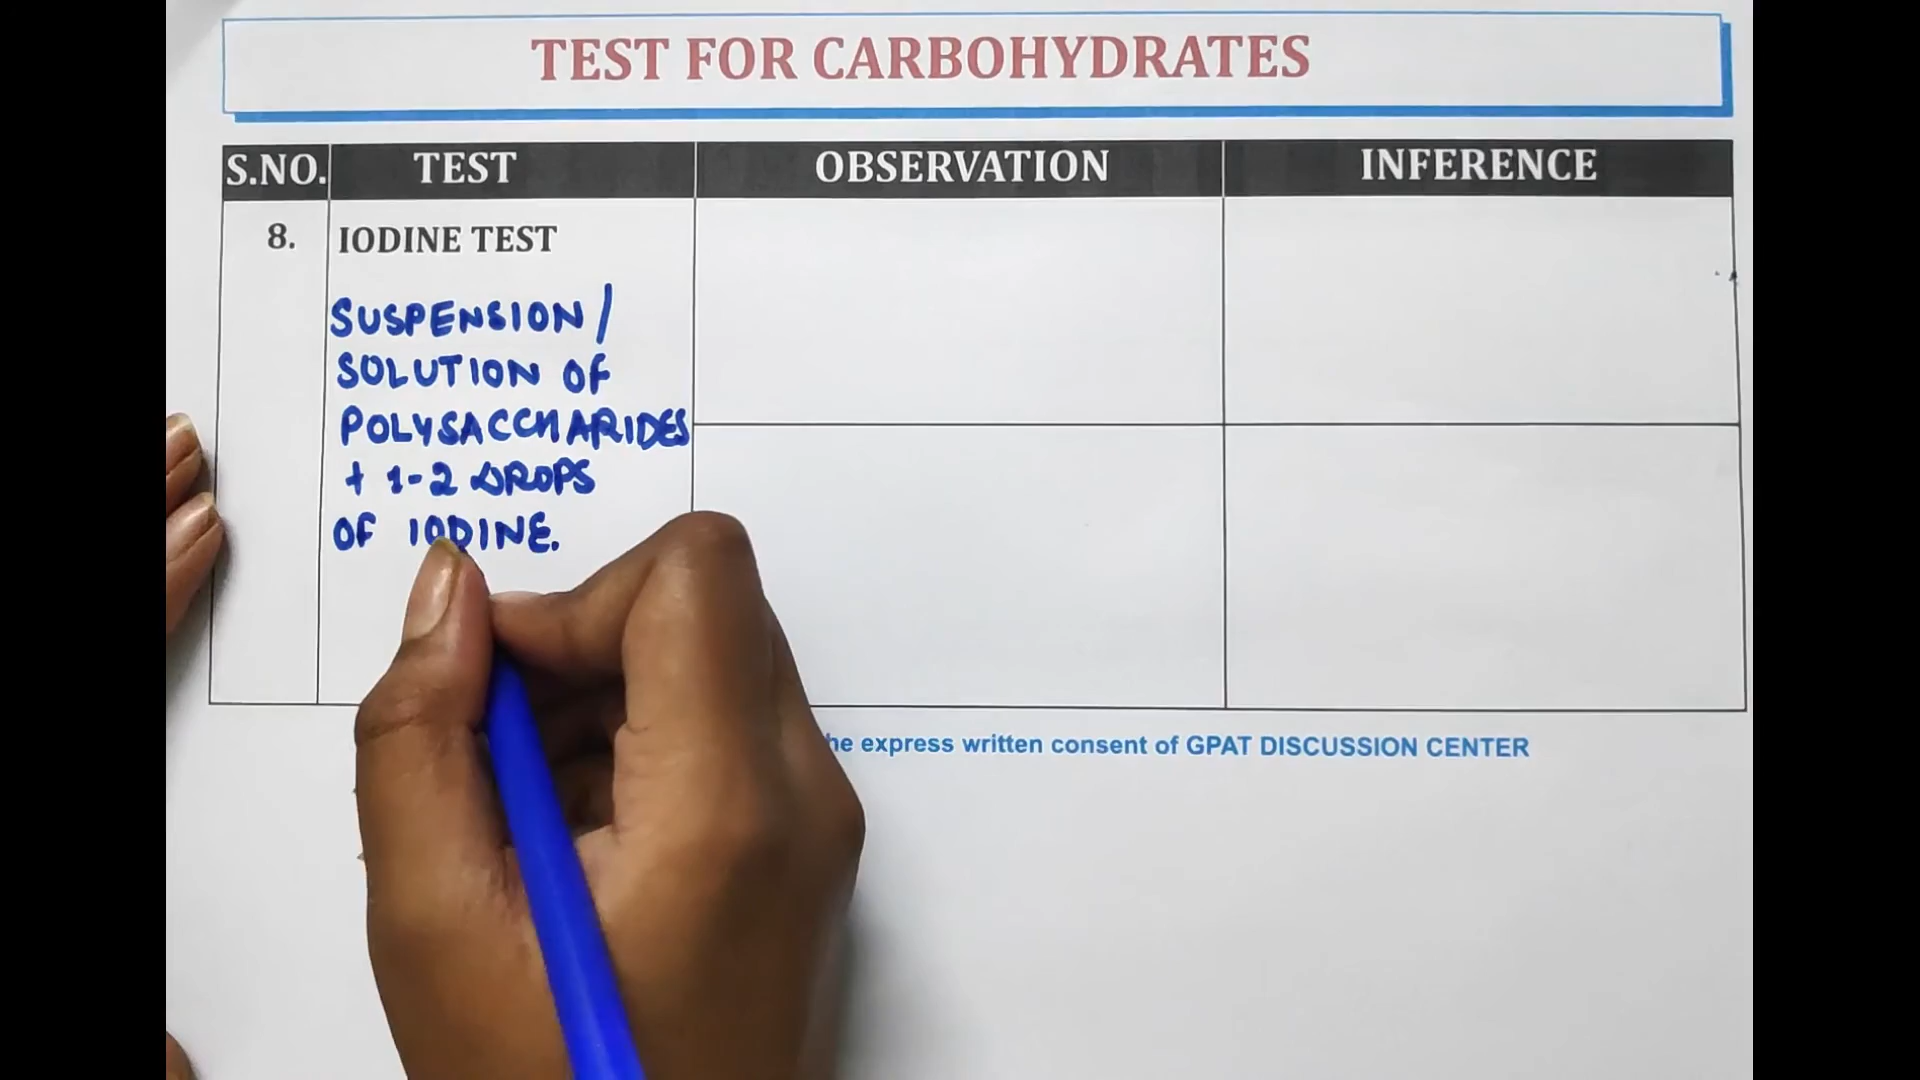 TEST FOR CARBOHYDRATES
S.NO. TEST OBSERVATION INFERENCE
8. IODINE TEST
SUSPENSION/
SOLUTION OF
POLYSACCHARIDES
+ 1-2 DROPS
OF IODINE.
express written consent of GPAT DISCUSSION CENTER